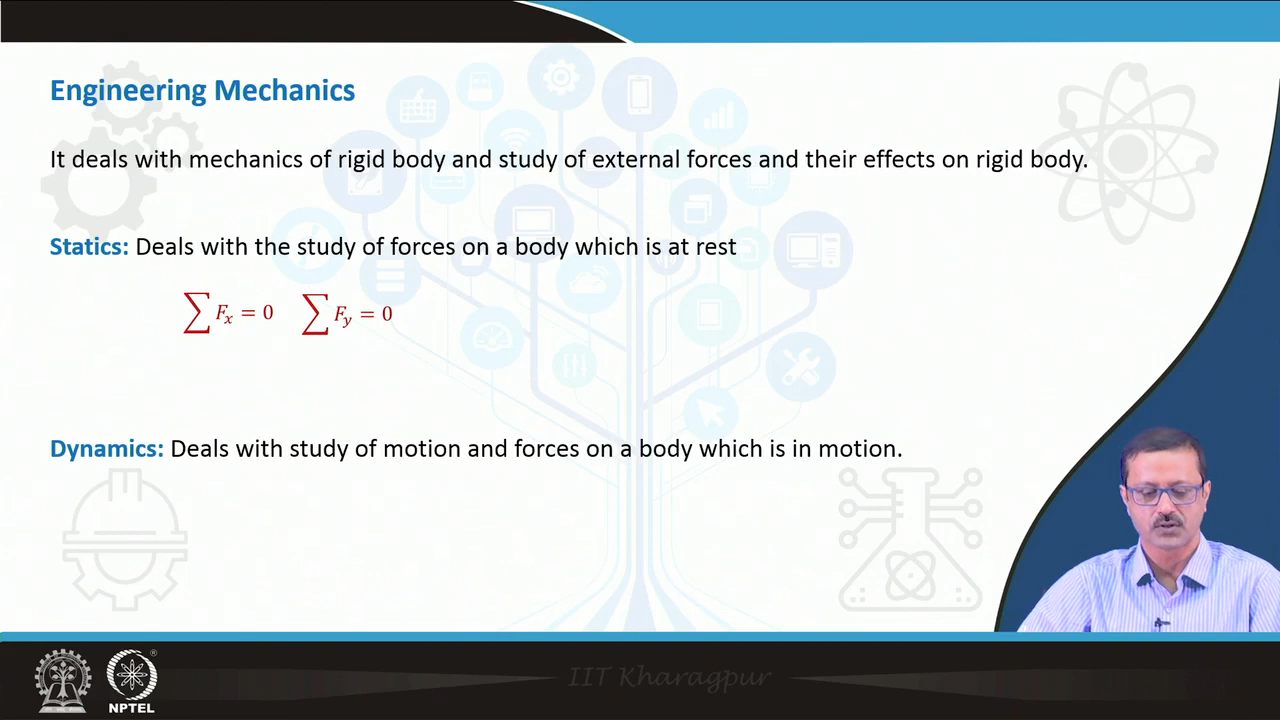 Engineering Mechanics
It deals with mechanics of rigid body and study of external forces and their effects on rigid body.
Statics: Deals with the study of forces on a body which is at rest
∑ Fₓ = 0 ∑ F_y = 0
Dynamics: Deals with study of motion and forces on a body which is in motion.
IIT Kharagpur
®
NPTEL